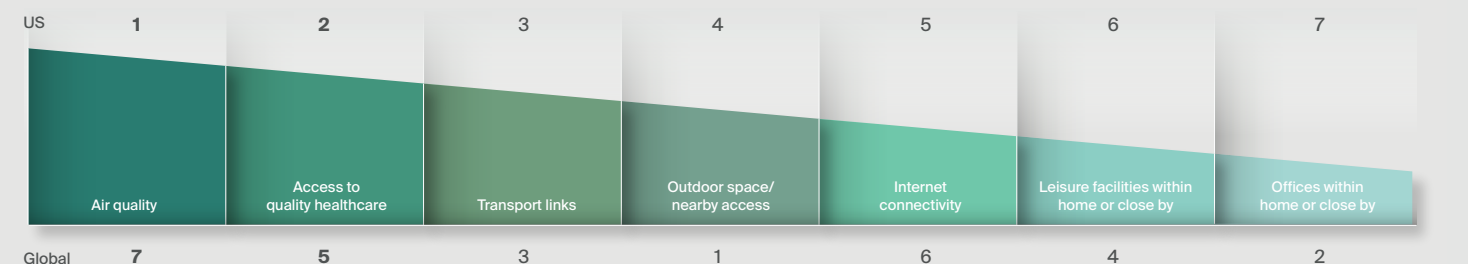 US 1 2 3 4 5 6 7
Air quality
Access to
quality healthcare
Transport links
Outdoor space/
nearby access
Internet
connectivity
Leisure facilities within
home or close by
Offices within
home or close by
Global 7 5 3 1 6 4 2